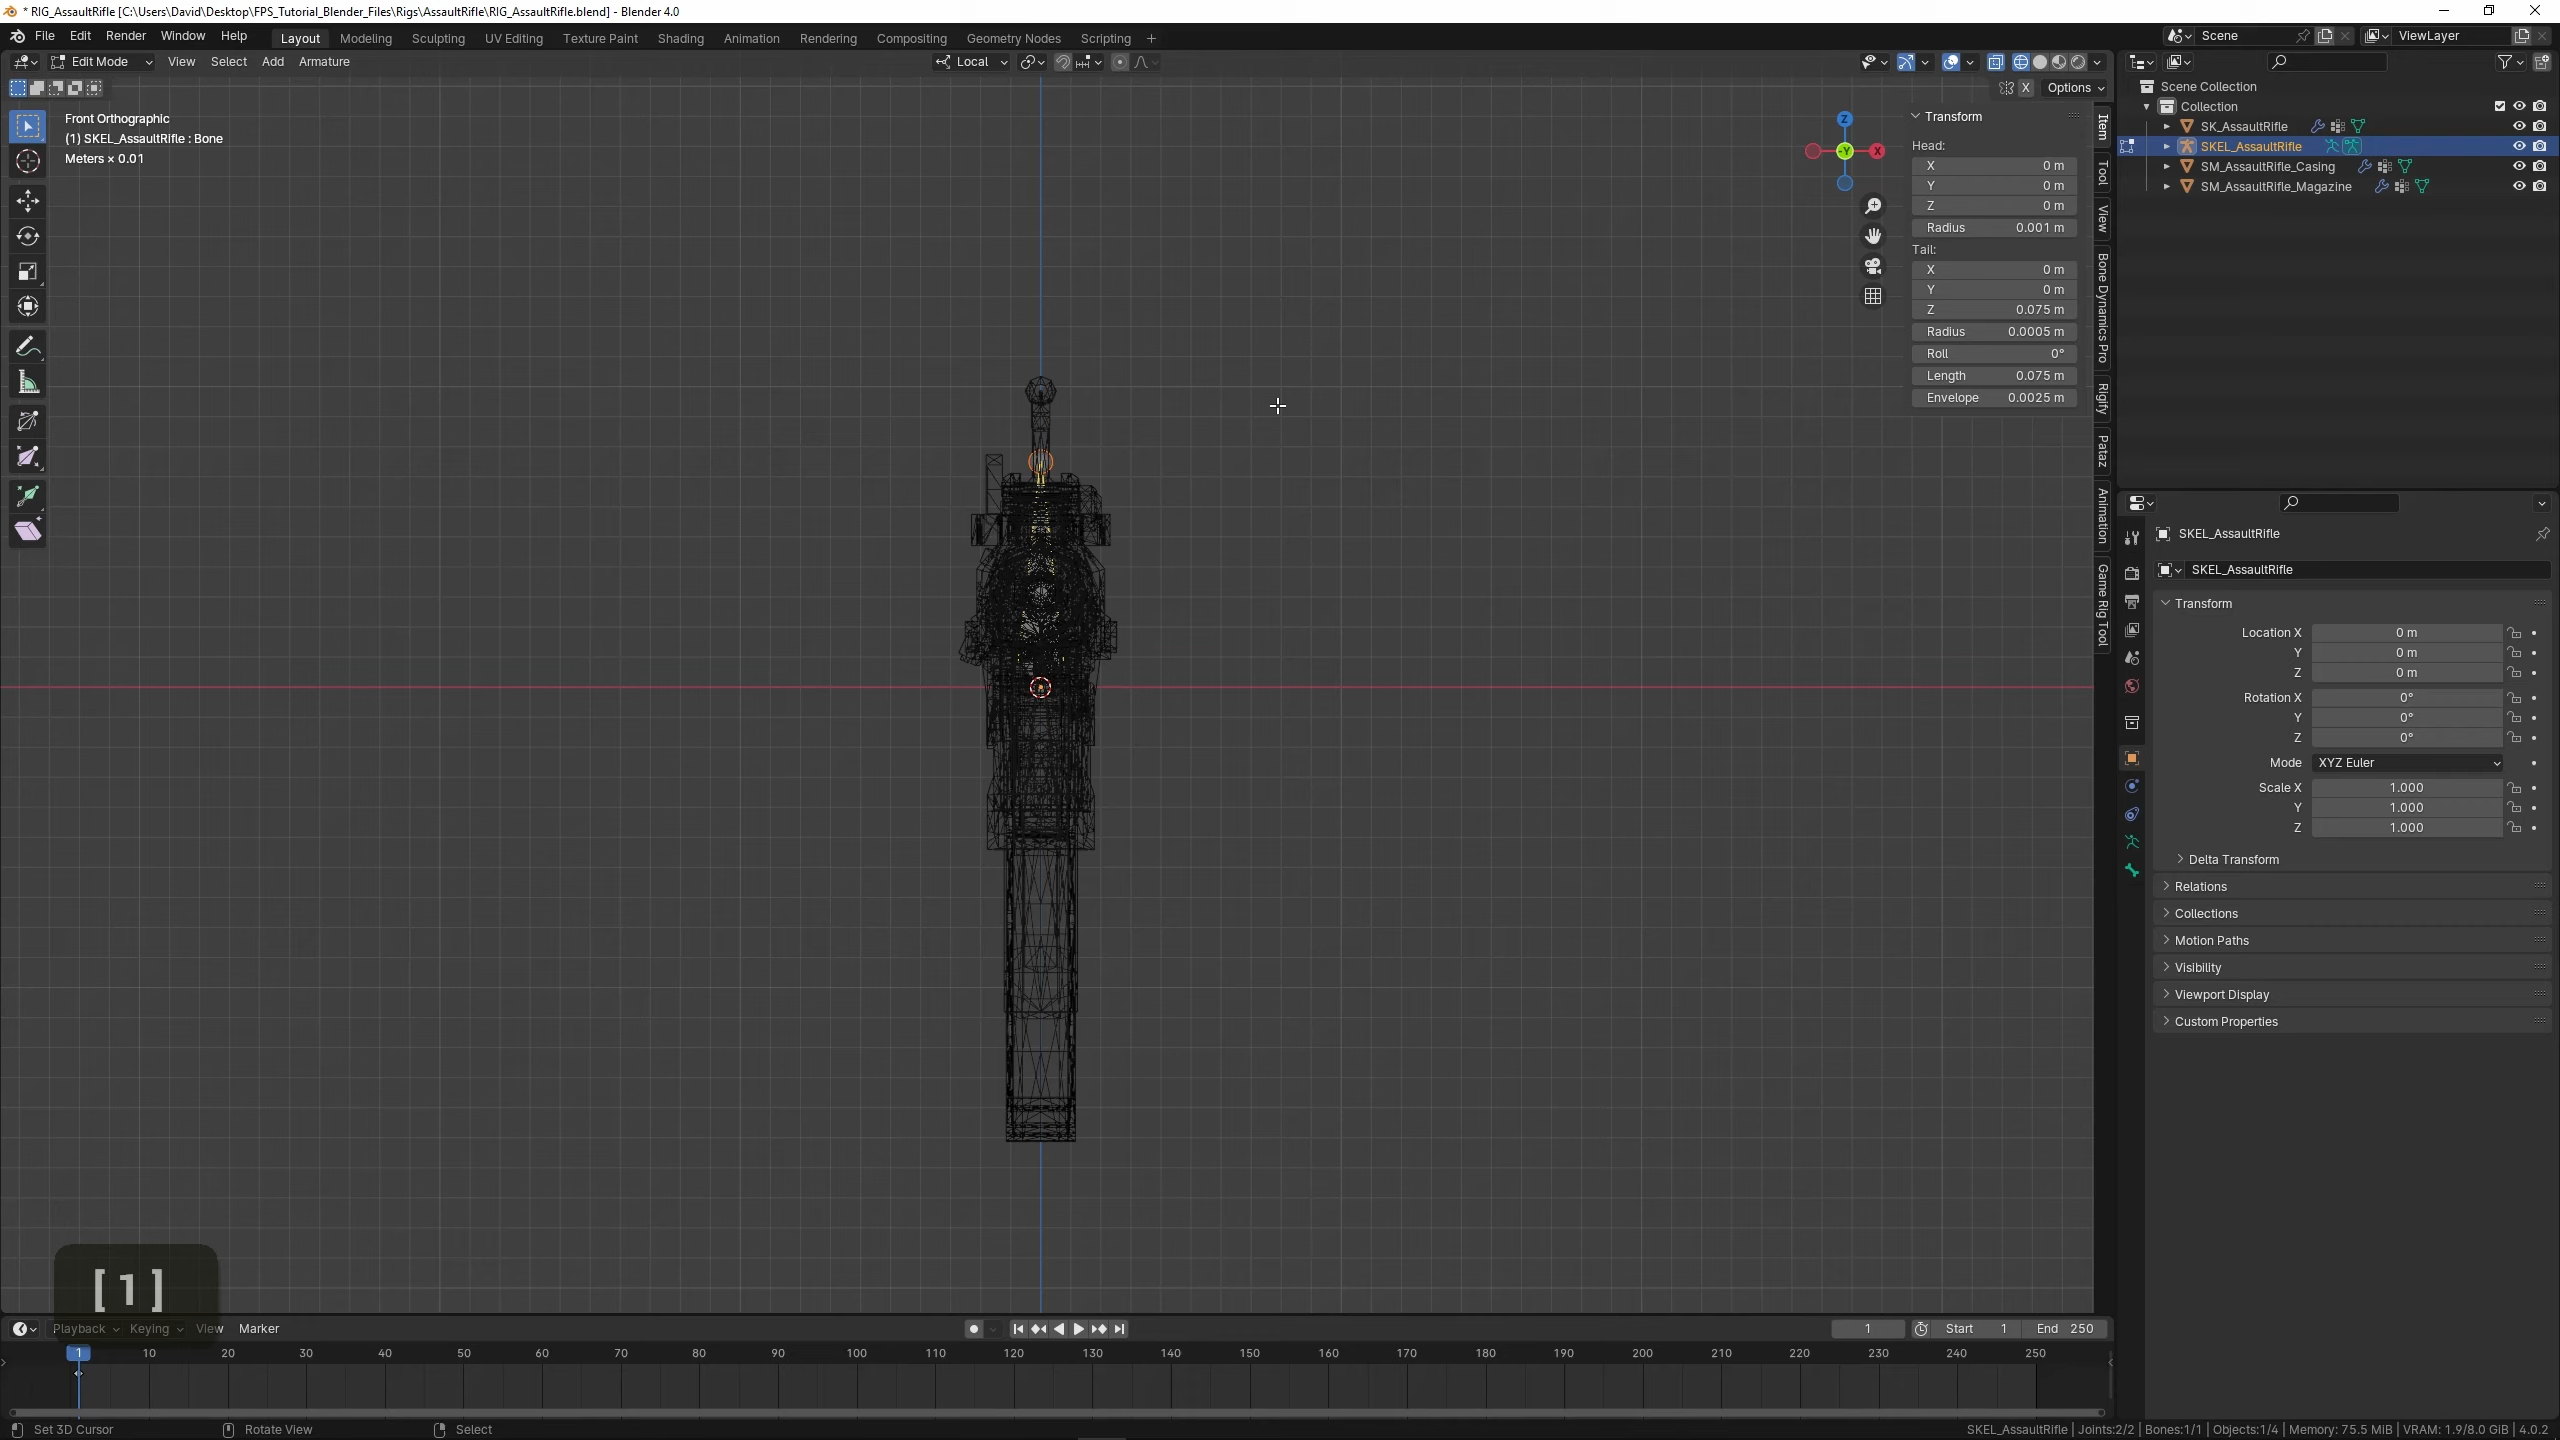 * RIG_AssaultRifle [C:\Users\David\Desktop\FPS_Tutorial_Blender_Files\Rigs\AssaultRifle\RIG_AssaultRifle.blend] - Blender 4.0
File Edit Render Window Help Layout Modeling Sculpting UV Editing Texture Paint Shading Animation Rendering Compositing Geometry Nodes Scripting +
Scene
ViewLayer
Edit Mode View Select Add Armature
Local
X
Options
Front Orthographic
(1) SKEL_AssaultRifle : Bone
Meters × 0.01
Z
-Y
X
Transform
Head:
X 0 m
Y 0 m
Z 0 m
Radius 0.001 m
Tail:
X 0 m
Y 0 m
Z 0.075 m
Radius 0.0005 m
Roll 0°
Length 0.075 m
Envelope 0.0025 m
Item
Tool
View
Bone Dynamics Pro
Rigify
Pataz
Animation
Game Rig Tool
Scene Collection
Collection
SK_AssaultRifle
SKEL_AssaultRifle
SM_AssaultRifle_Casing
SM_AssaultRifle_Magazine
SKEL_AssaultRifle
SKEL_AssaultRifle
Transform
Location X 0 m
Y 0 m
Z 0 m
Rotation X 0°
Y 0°
Z 0°
Mode XYZ Euler
Scale X 1.000
Y 1.000
Z 1.000
Delta Transform
Relations
Collections
Motion Paths
Visibility
Viewport Display
Custom Properties
[ 1 ]
Playback Keying View Marker
1 Start 1 End 250
1 10 20 30 40 50 60 70 80 90 100 110 120 130 140 150 160 170 180 190 200 210 220 230 240 250
Set 3D Cursor Rotate View Select
SKEL_AssaultRifle | Joints:2/2 | Bones:1/1 | Objects:1/4 | Memory: 75.5 MiB | VRAM: 1.9/8.0 GiB | 4.0.2